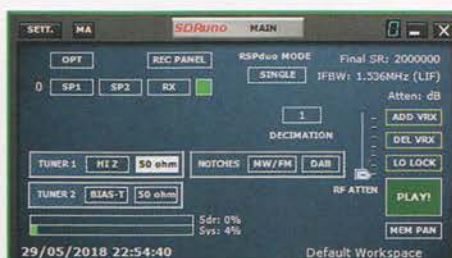 SETT. MA SDRuno MAIN 0
OPT REC PANEL RSPduo MODE Final SR: 2000000
SINGLE IFBW: 1.536MHz (LIF)
0 SP1 SP2 RX
Atten: dB
1 ADD VRX
DECIMATION DEL VRX
TUNER 1 HI Z 50 ohm NOTCHES MW/FM DAB LO LOCK
RF ATTEN
TUNER 2 BIAS-T 50 ohm PLAY!
Sdr: 0%
Sys: 4% MEM PAN
29/05/2018 22:54:40 Default Workspace